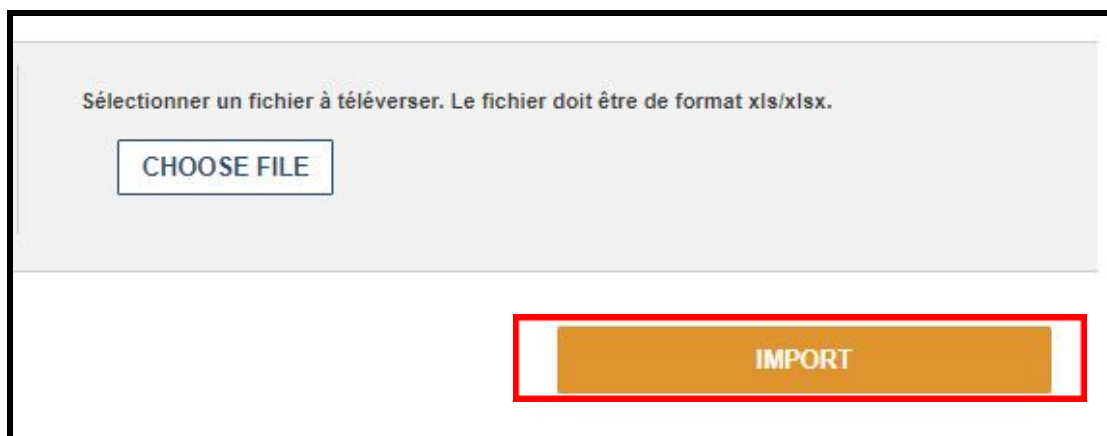 Sélectionner un fichier à téléverser. Le fichier doit être de format xls/xlsx.
CHOOSE FILE
IMPORT